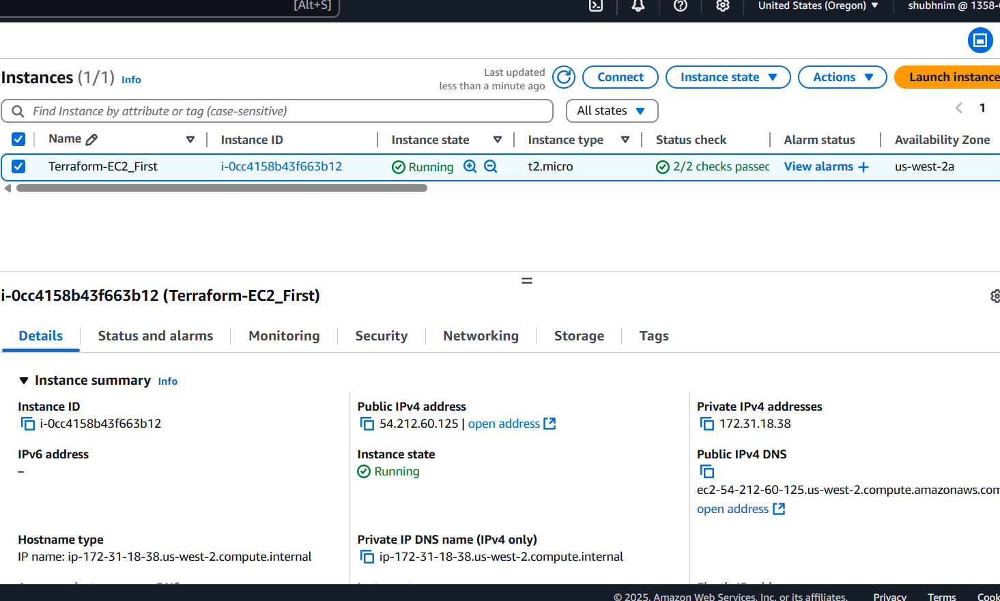 [Alt+S]
United States (Oregon)
shubhnim @ 1358-
Instances (1/1) Info
Last updated
less than a minute ago
Connect
Instance state
Actions
Launch instance
Find Instance by attribute or tag (case-sensitive)
All states
1
Name
Instance ID
Instance state
Instance type
Status check
Alarm status
Availability Zone
Terraform-EC2_First
i-0cc4158b43f663b12
Running
t2.micro
2/2 checks passed
View alarms +
us-west-2a
i-0cc4158b43f663b12 (Terraform-EC2_First)
Details
Status and alarms
Monitoring
Security
Networking
Storage
Tags
Instance summary Info
Instance ID
i-0cc4158b43f663b12
Public IPv4 address
54.212.60.125 | open address
Private IPv4 addresses
172.31.18.38
IPv6 address
–
Instance state
Running
Public IPv4 DNS
ec2-54-212-60-125.us-west-2.compute.amazonaws.com
open address
Hostname type
IP name: ip-172-31-18-38.us-west-2.compute.internal
Private IP DNS name (IPv4 only)
ip-172-31-18-38.us-west-2.compute.internal
© 2025, Amazon Web Services, Inc. or its affiliates.
Privacy
Terms
Cook